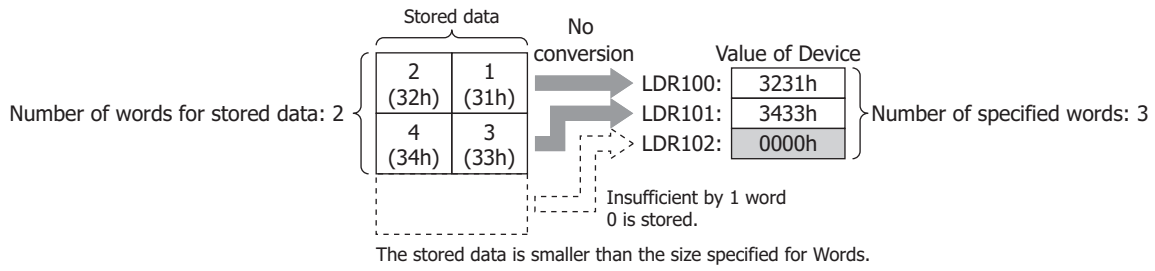 Stored data
No
conversion
Value of Device
2
(32h)
1
(31h)
LDR100:
3231h
Number of words for stored data: 2
LDR101:
3433h
Number of specified words: 3
4
(34h)
3
(33h)
LDR102:
0000h
Insufficient by 1 word
0 is stored.
The stored data is smaller than the size specified for Words.